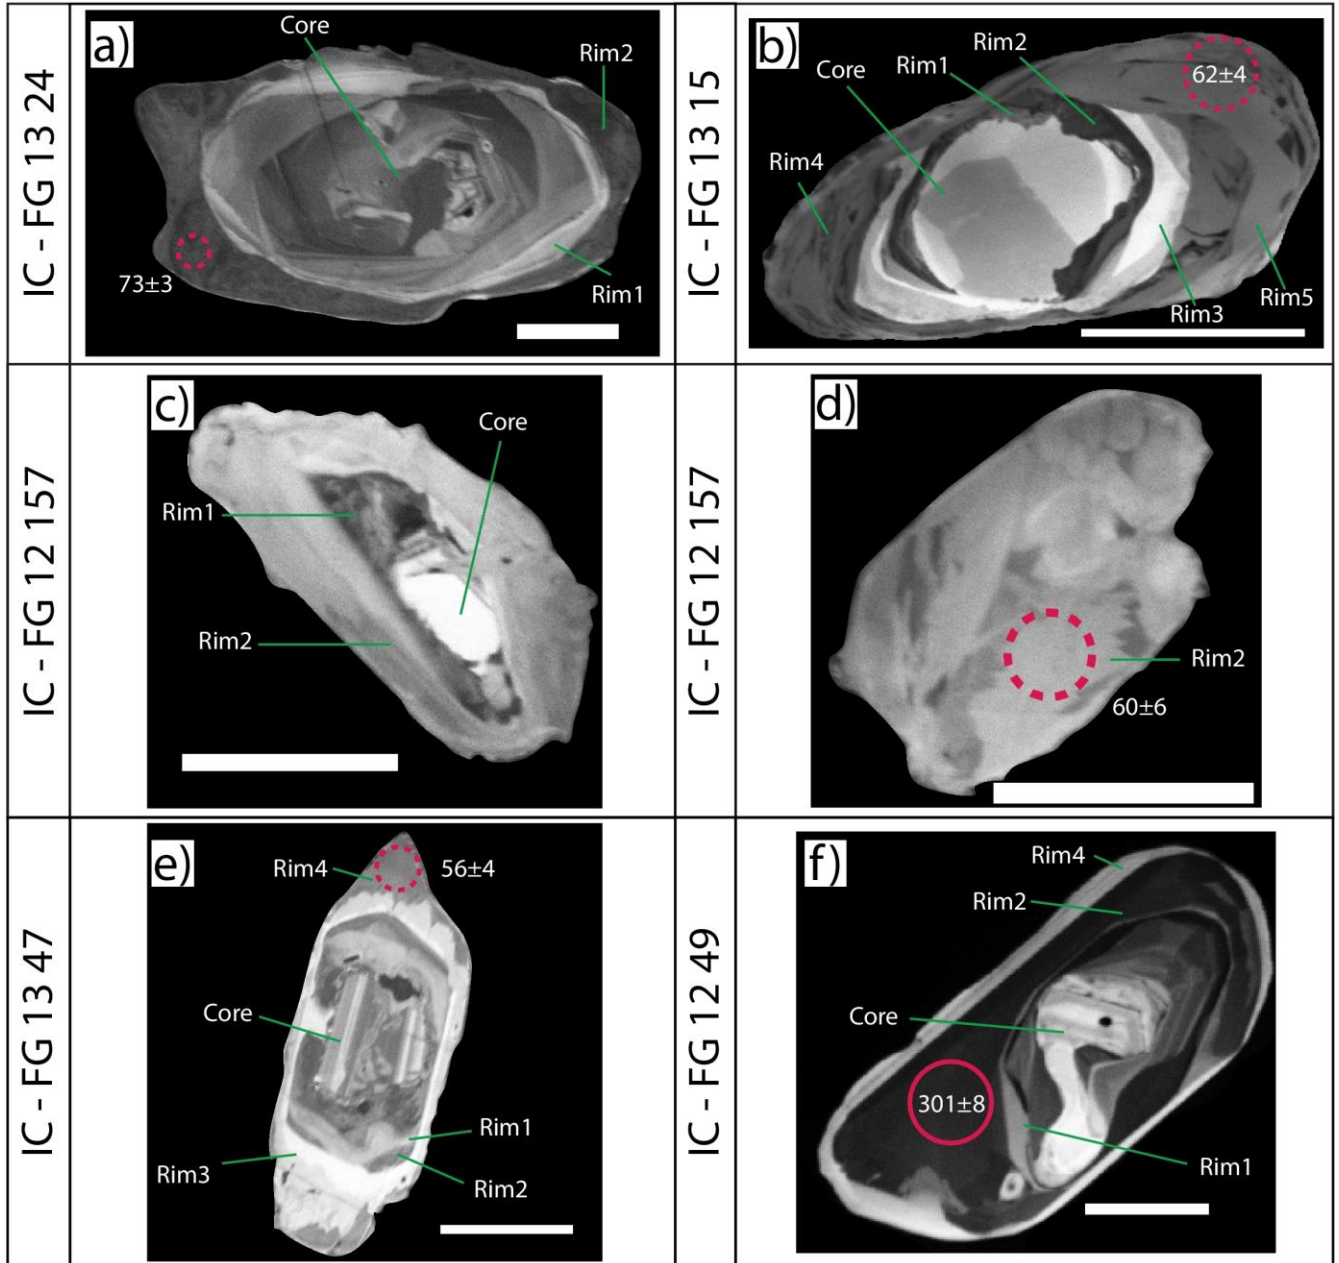 IC - FG 13 24
a)
Core
Rim2
73±3
Rim1
IC - FG 13 15
b)
Core
Rim1
Rim2
62±4
Rim4
Rim3
Rim5
IC - FG 12 157
c)
Core
Rim1
Rim2
IC - FG 12 157
d)
Rim2
60±6
IC - FG 13 47
e)
Rim4
56±4
Core
Rim1
Rim3
Rim2
IC - FG 12 49
f)
Rim4
Rim2
Core
301±8
Rim1